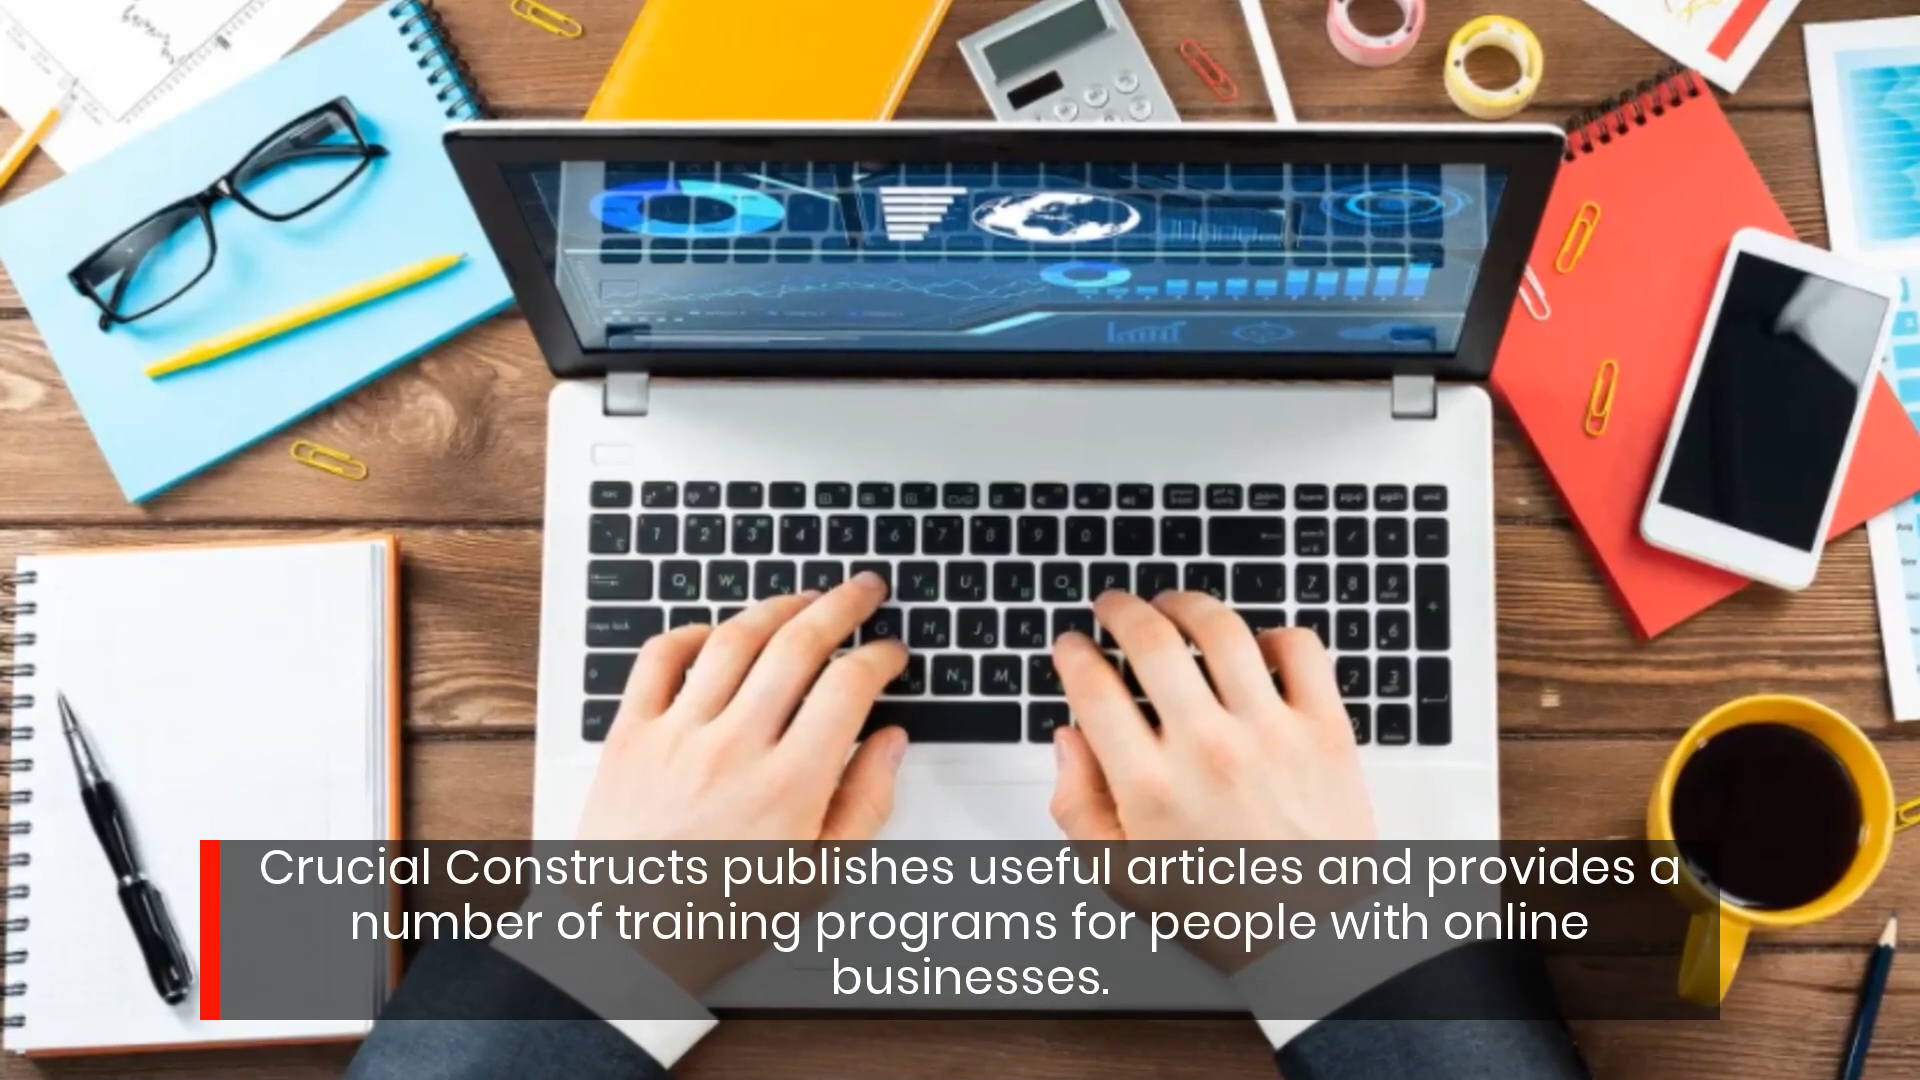 Crucial Constructs publishes useful articles and provides a
number of training programs for people with online
businesses.